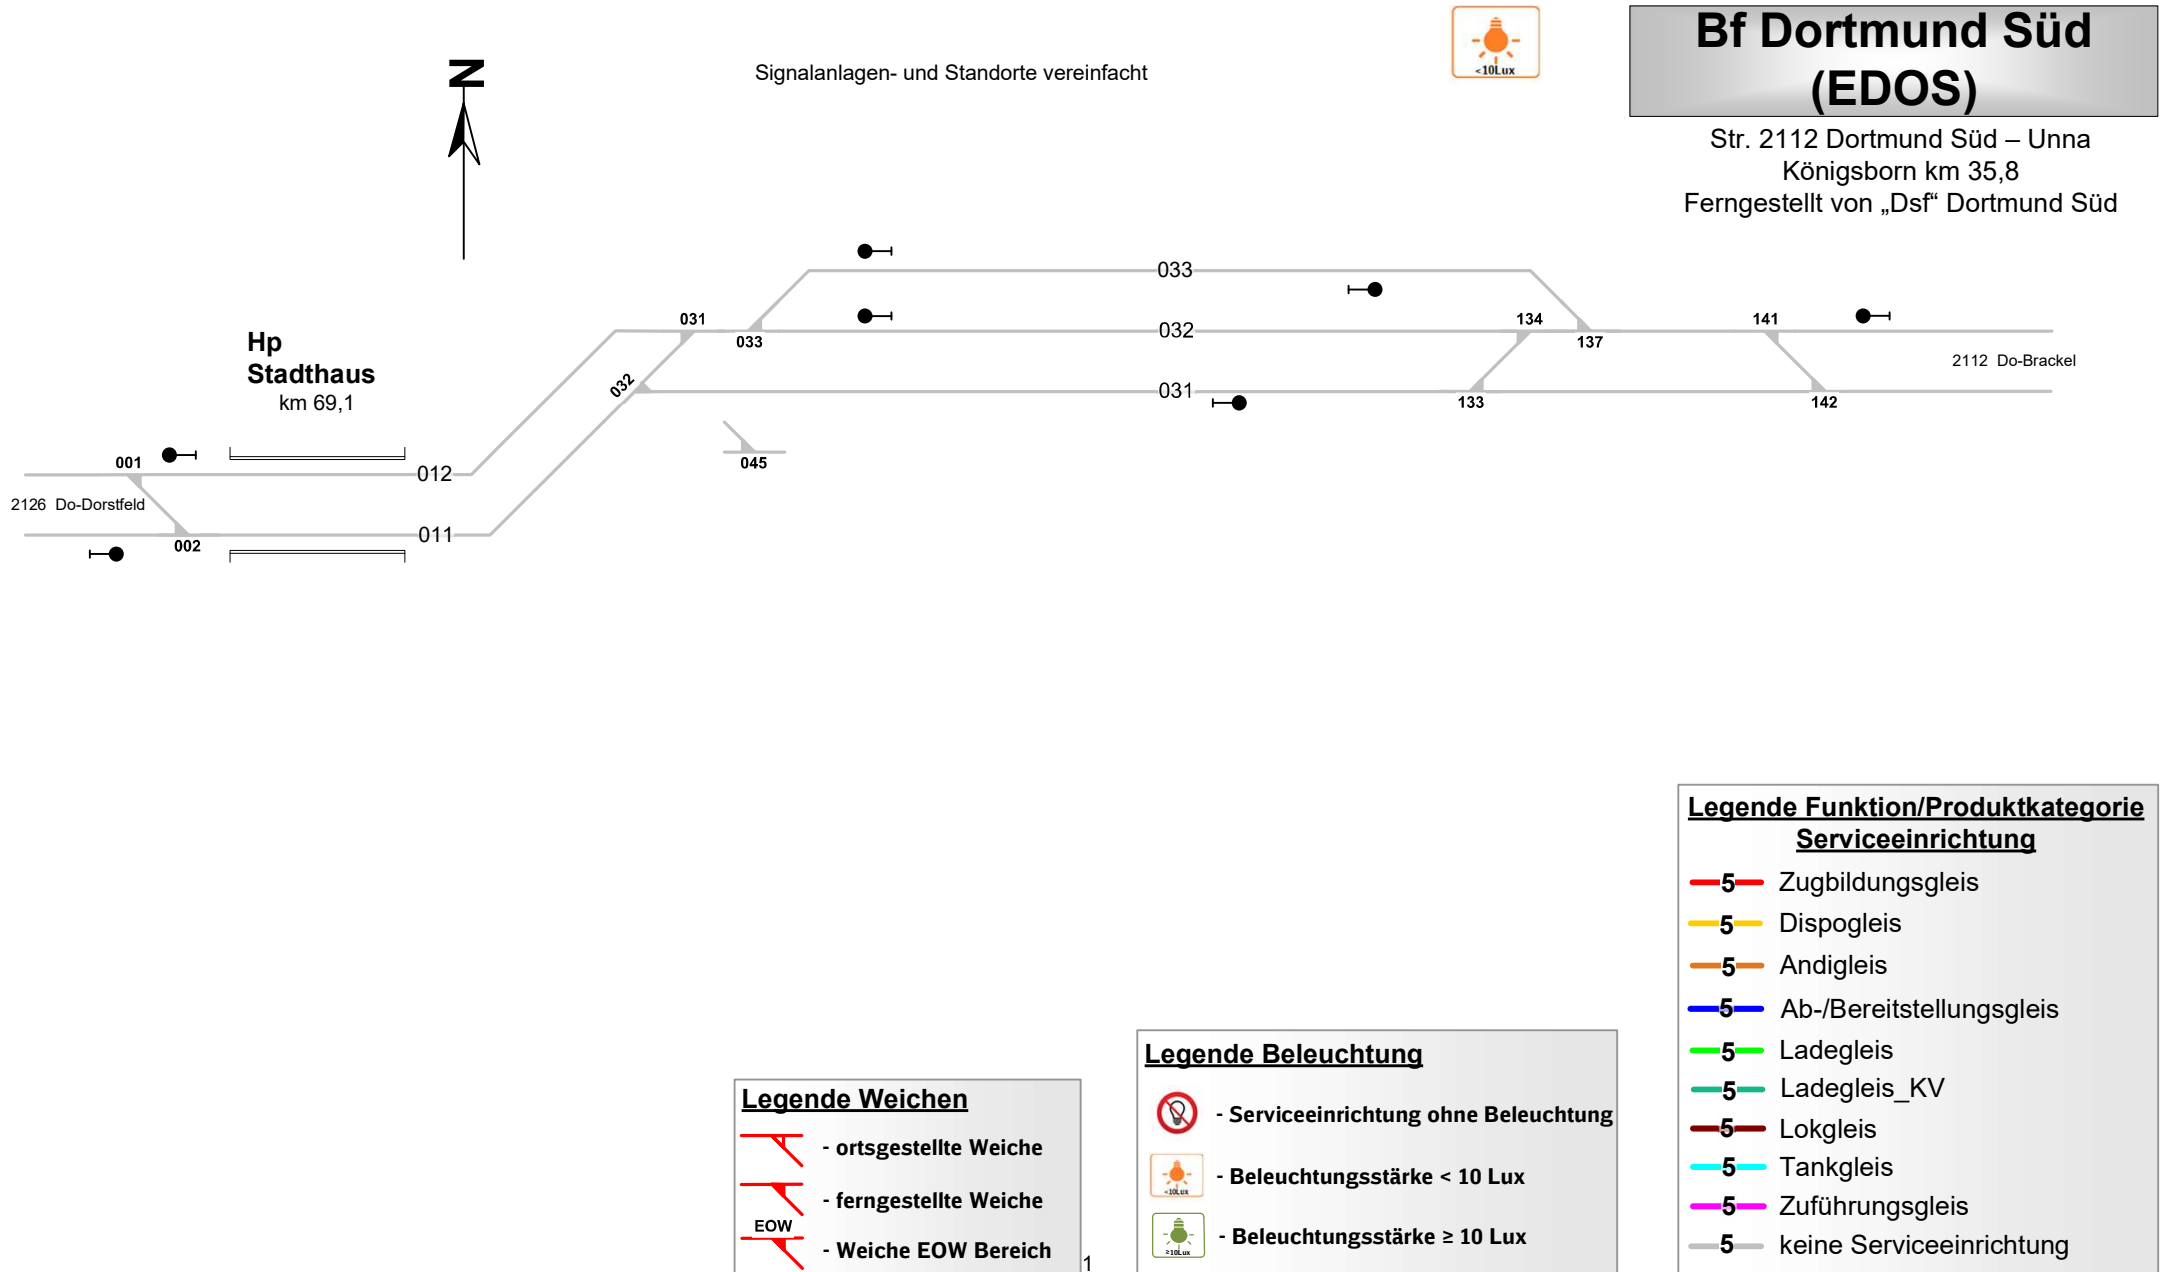 N
Signalanlagen- und Standorte vereinfacht
<10Lux
Bf Dortmund Süd
(EDOS)
Str. 2112 Dortmund Süd – Unna
Königsborn km 35,8
Ferngestellt von „Dsf“ Dortmund Süd
033
031
032
134
141
033
137
Hp
Stadthaus
km 69,1
2112 Do-Brackel
032
031
133
142
001
012
045
2126 Do-Dorstfeld
002
011
Legende Funktion/Produktkategorie
Serviceeinrichtung
5 Zugbildungsgleis
5 Dispogleis
5 Andigleis
5 Ab-/Bereitstellungsgleis
5 Ladegleis
5 Ladegleis_KV
5 Lokgleis
5 Tankgleis
5 Zuführungsgleis
5 keine Serviceeinrichtung
Legende Beleuchtung
- Serviceeinrichtung ohne Beleuchtung
<10Lux - Beleuchtungsstärke < 10 Lux
≥10Lux - Beleuchtungsstärke ≥ 10 Lux
Legende Weichen
- ortsgestellte Weiche
- ferngestellte Weiche
EOW
- Weiche EOW Bereich
1